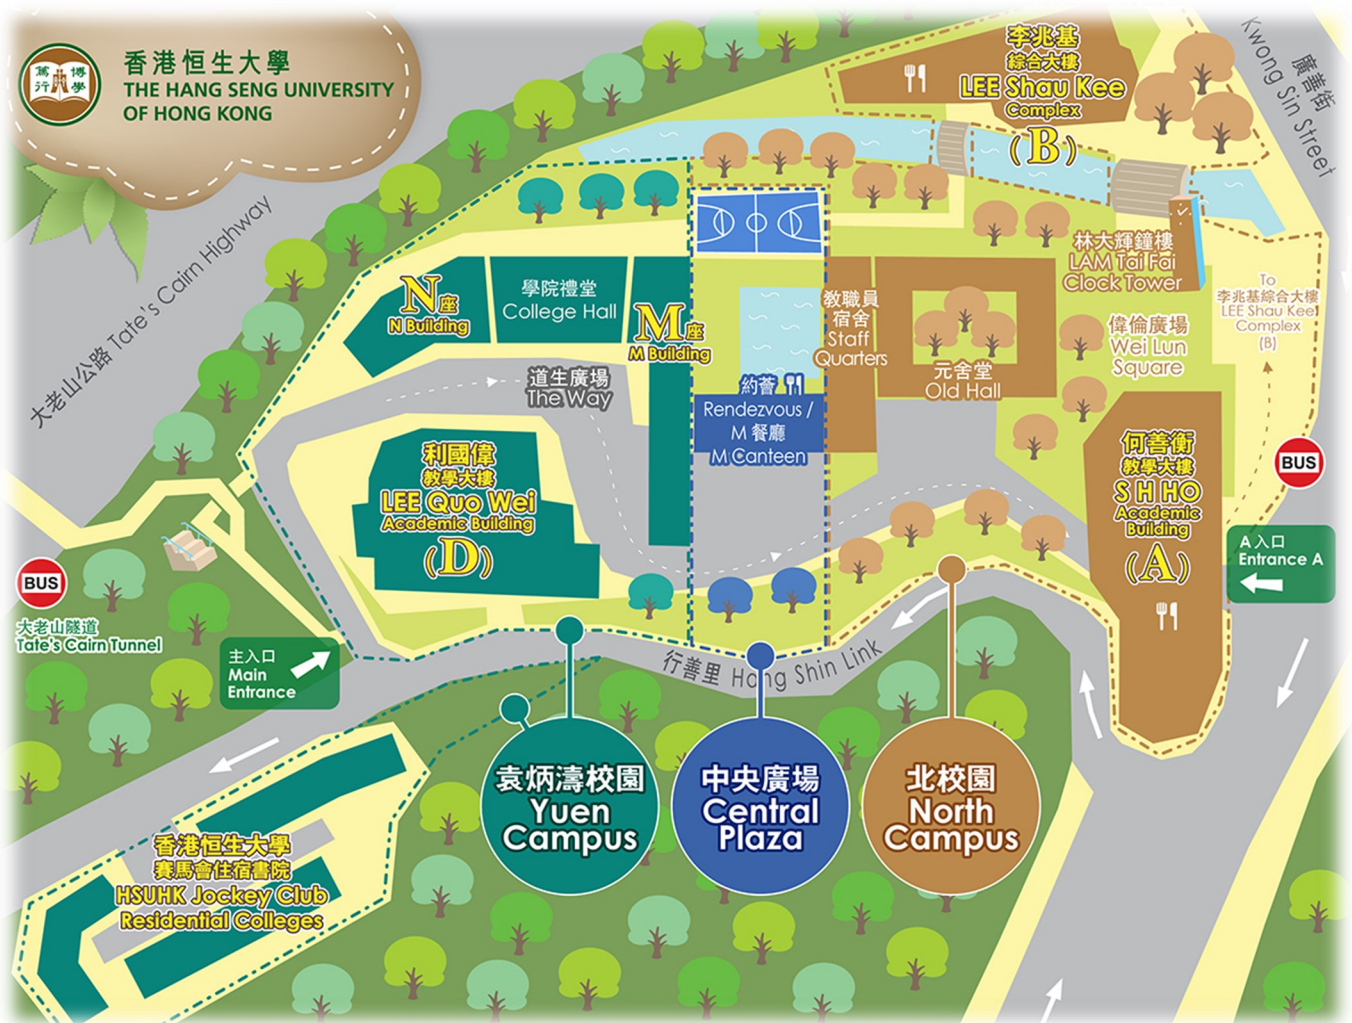 篤 博
行 學
香港恒生大學
THE HANG SENG UNIVERSITY
OF HONG KONG
李兆基
綜合大樓
LEE Shau Kee
Complex
(B)
廣善街
Kwong Sin Street
大老山公路 Tate's Cairn Highway
林大輝鐘樓
LAM Tai Fai
Clock Tower
To
李兆基綜合大樓
LEE Shau Kee
Complex
(B)
N座
N Building
學院禮堂
College Hall
M座
M Building
教職員
宿舍
Staff
Quarters
元舍堂
Old Hall
偉倫廣場
Wei Lun
Square
道生廣場
The Way
約薈
Rendezvous /
M 餐廳
M Canteen
利國偉
教學大樓
LEE Quo Wei
Academic Building
(D)
何善衡
教學大樓
S H HO
Academic
Building
(A)
BUS
A 入口
Entrance A
BUS
大老山隧道
Tate's Cairn Tunnel
主入口
Main
Entrance
行善里 Hang Shin Link
袁炳濤校園
Yuen
Campus
中央廣場
Central
Plaza
北校園
North
Campus
香港恒生大學
賽馬會住宿書院
HSUHK Jockey Club
Residential Colleges